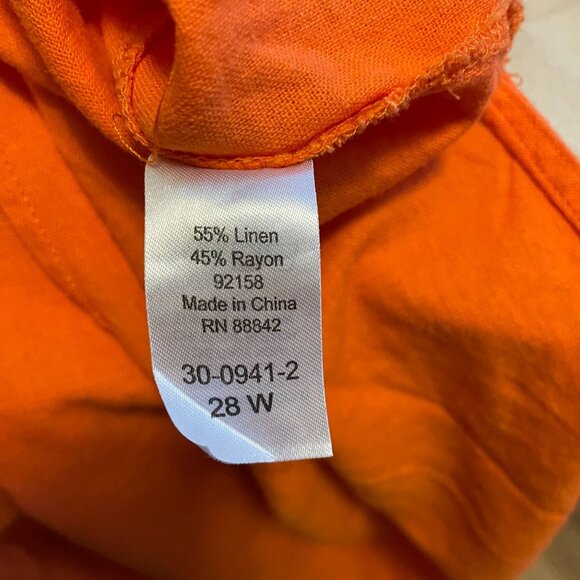 55% Linen
45% Rayon
92158
Made in China
RN 88842
30-0941-2
28 W